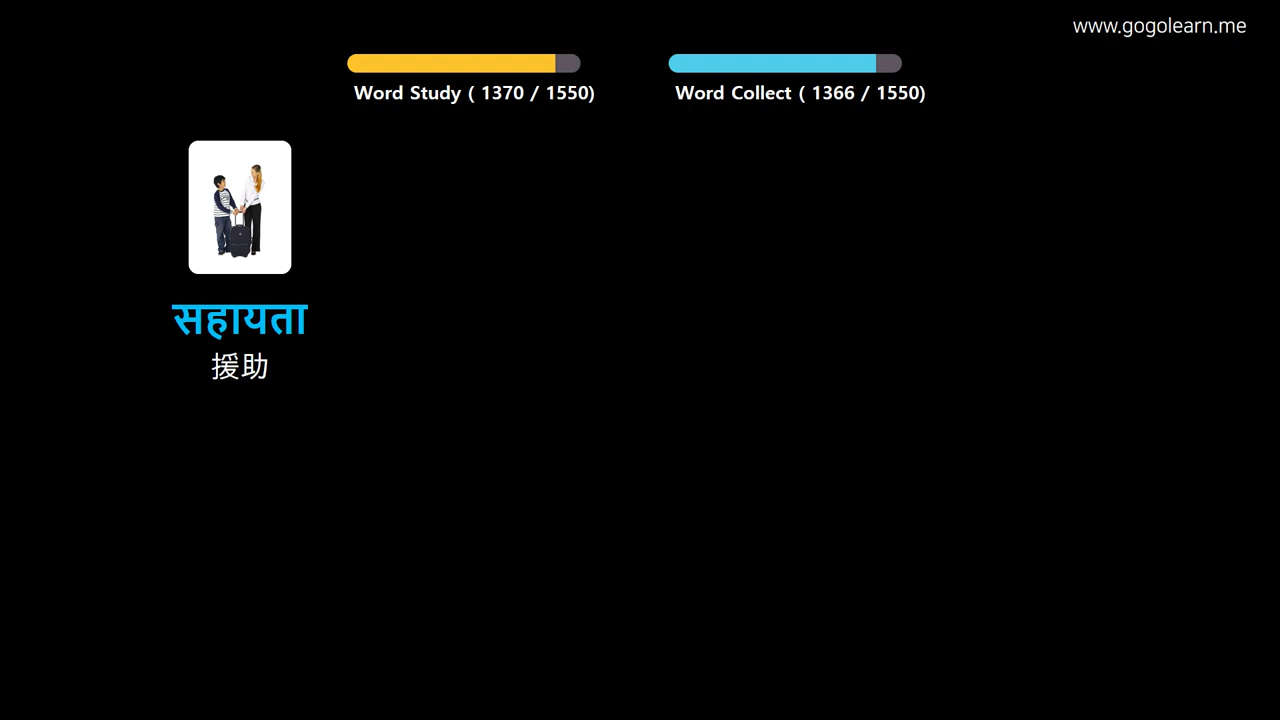 www.gogolearn.me
Word Study ( 1370 / 1550)
Word Collect ( 1366 / 1550)
सहायता
援助